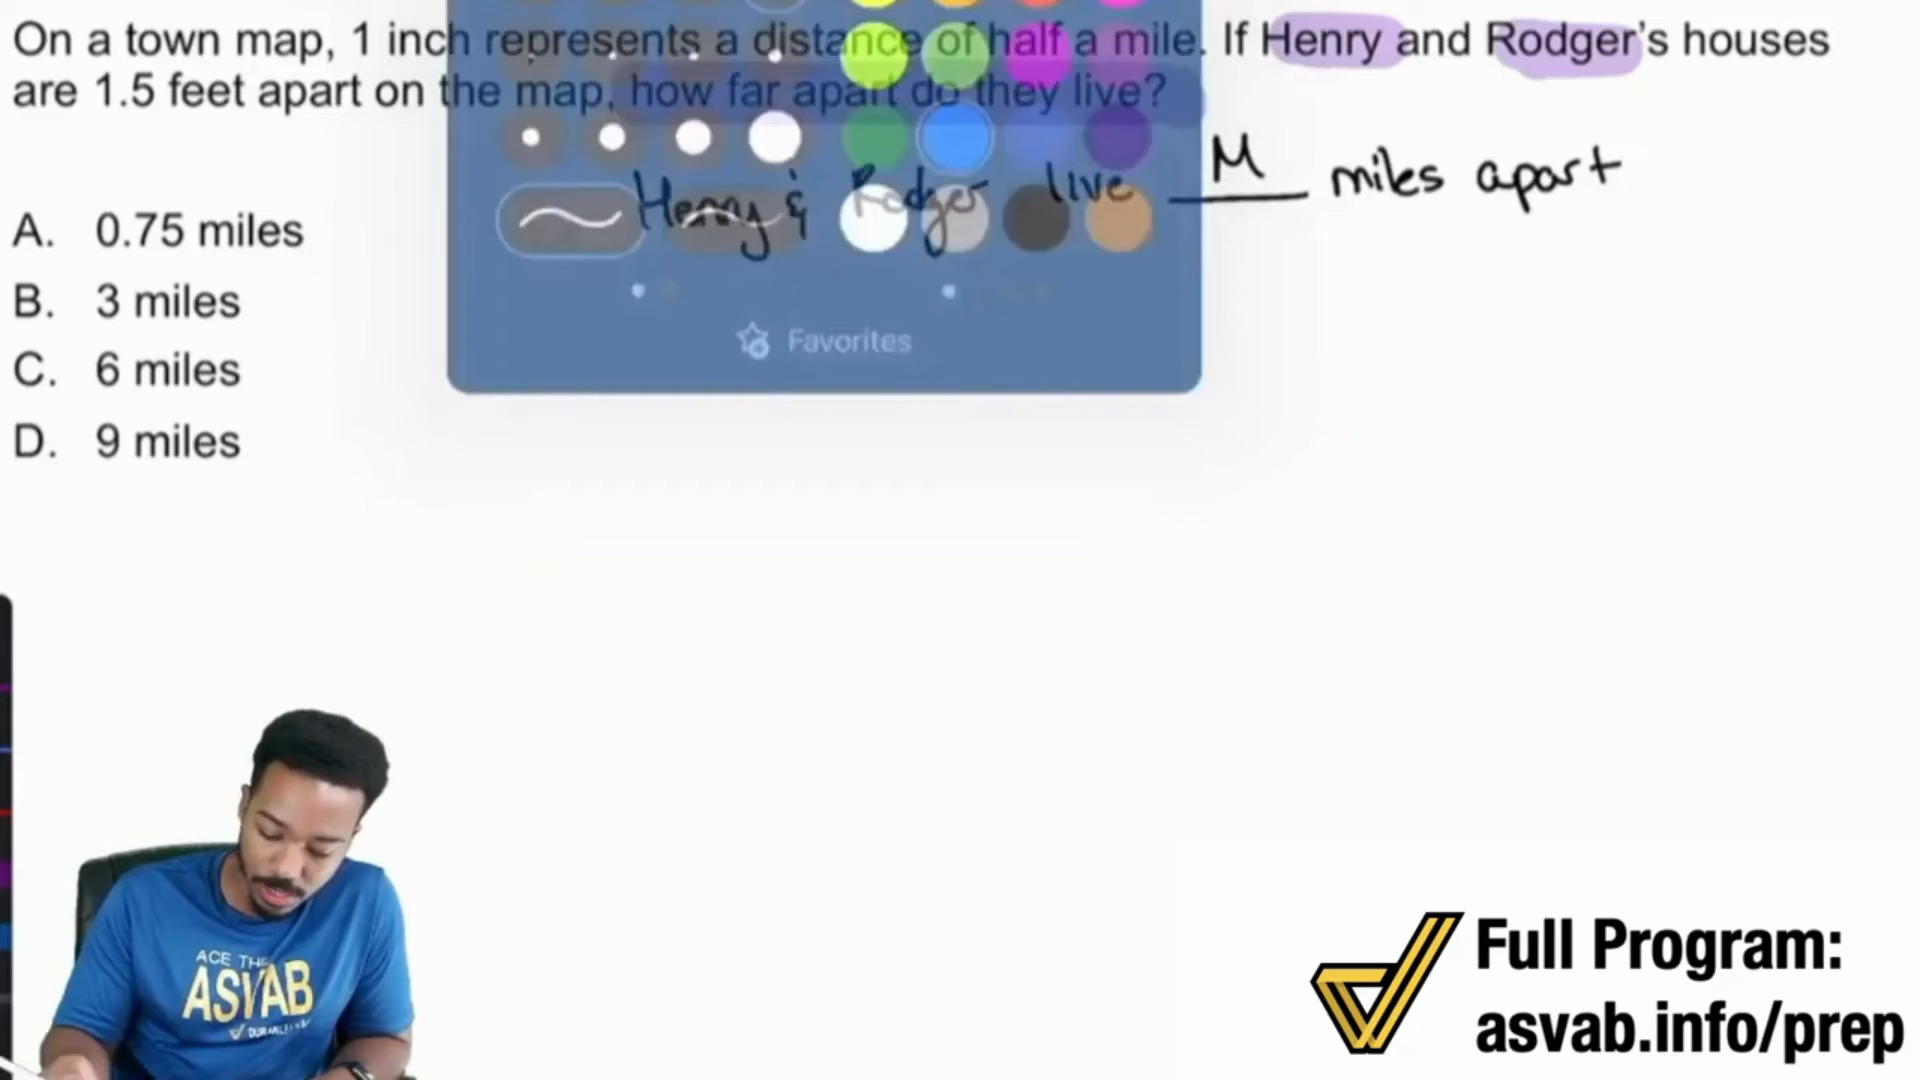 On a town map, 1 inch represents a distance of half a mile. If Henry and Rodger's houses
are 1.5 feet apart on the map, how far apart do they live?
Henry & Rodger live M miles apart
A. 0.75 miles
B. 3 miles
C. 6 miles
D. 9 miles
Favorites
ACE THE
ASVAB
Full Program:
asvab.info/prep